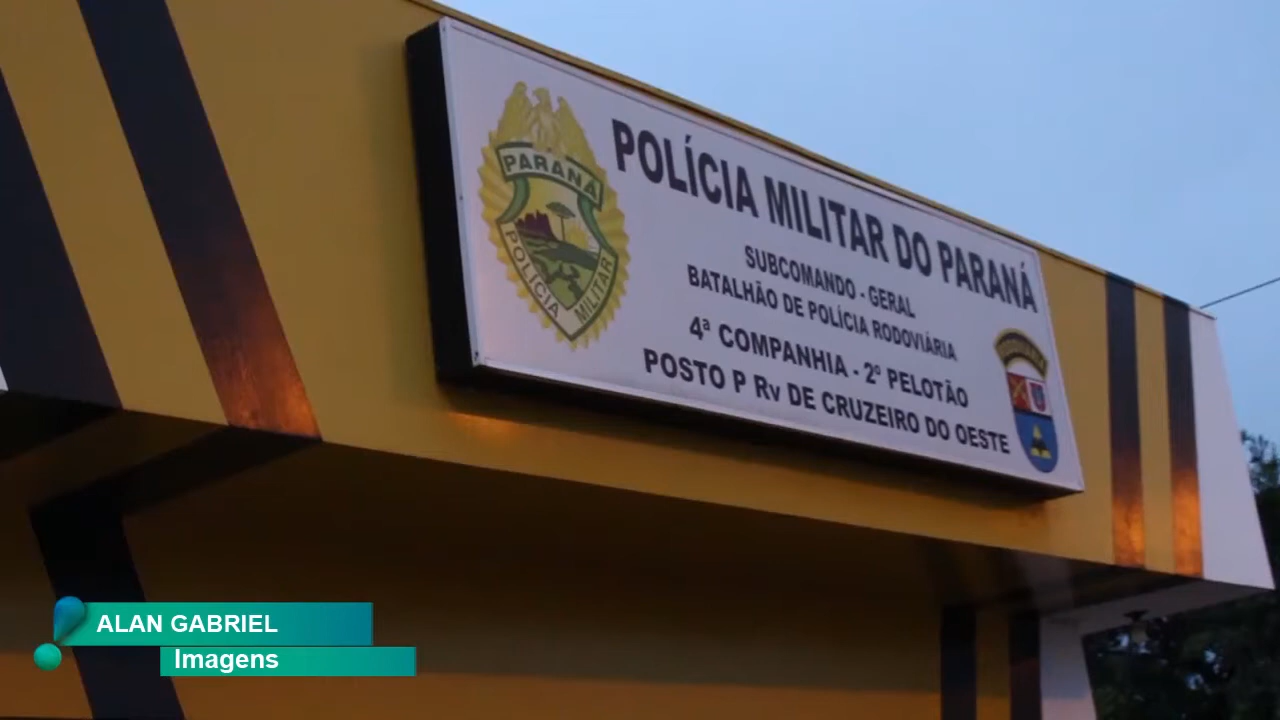 POLÍCIA MILITAR DO PARANÁ
SUBCOMANDO - GERAL
BATALHÃO DE POLÍCIA RODOVIÁRIA
4ª COMPANHIA - 2º PELOTÃO
POSTO P Rv DE CRUZEIRO DO OESTE
PARANÁ
POLÍCIA MILITAR
ALAN GABRIEL
Imagens